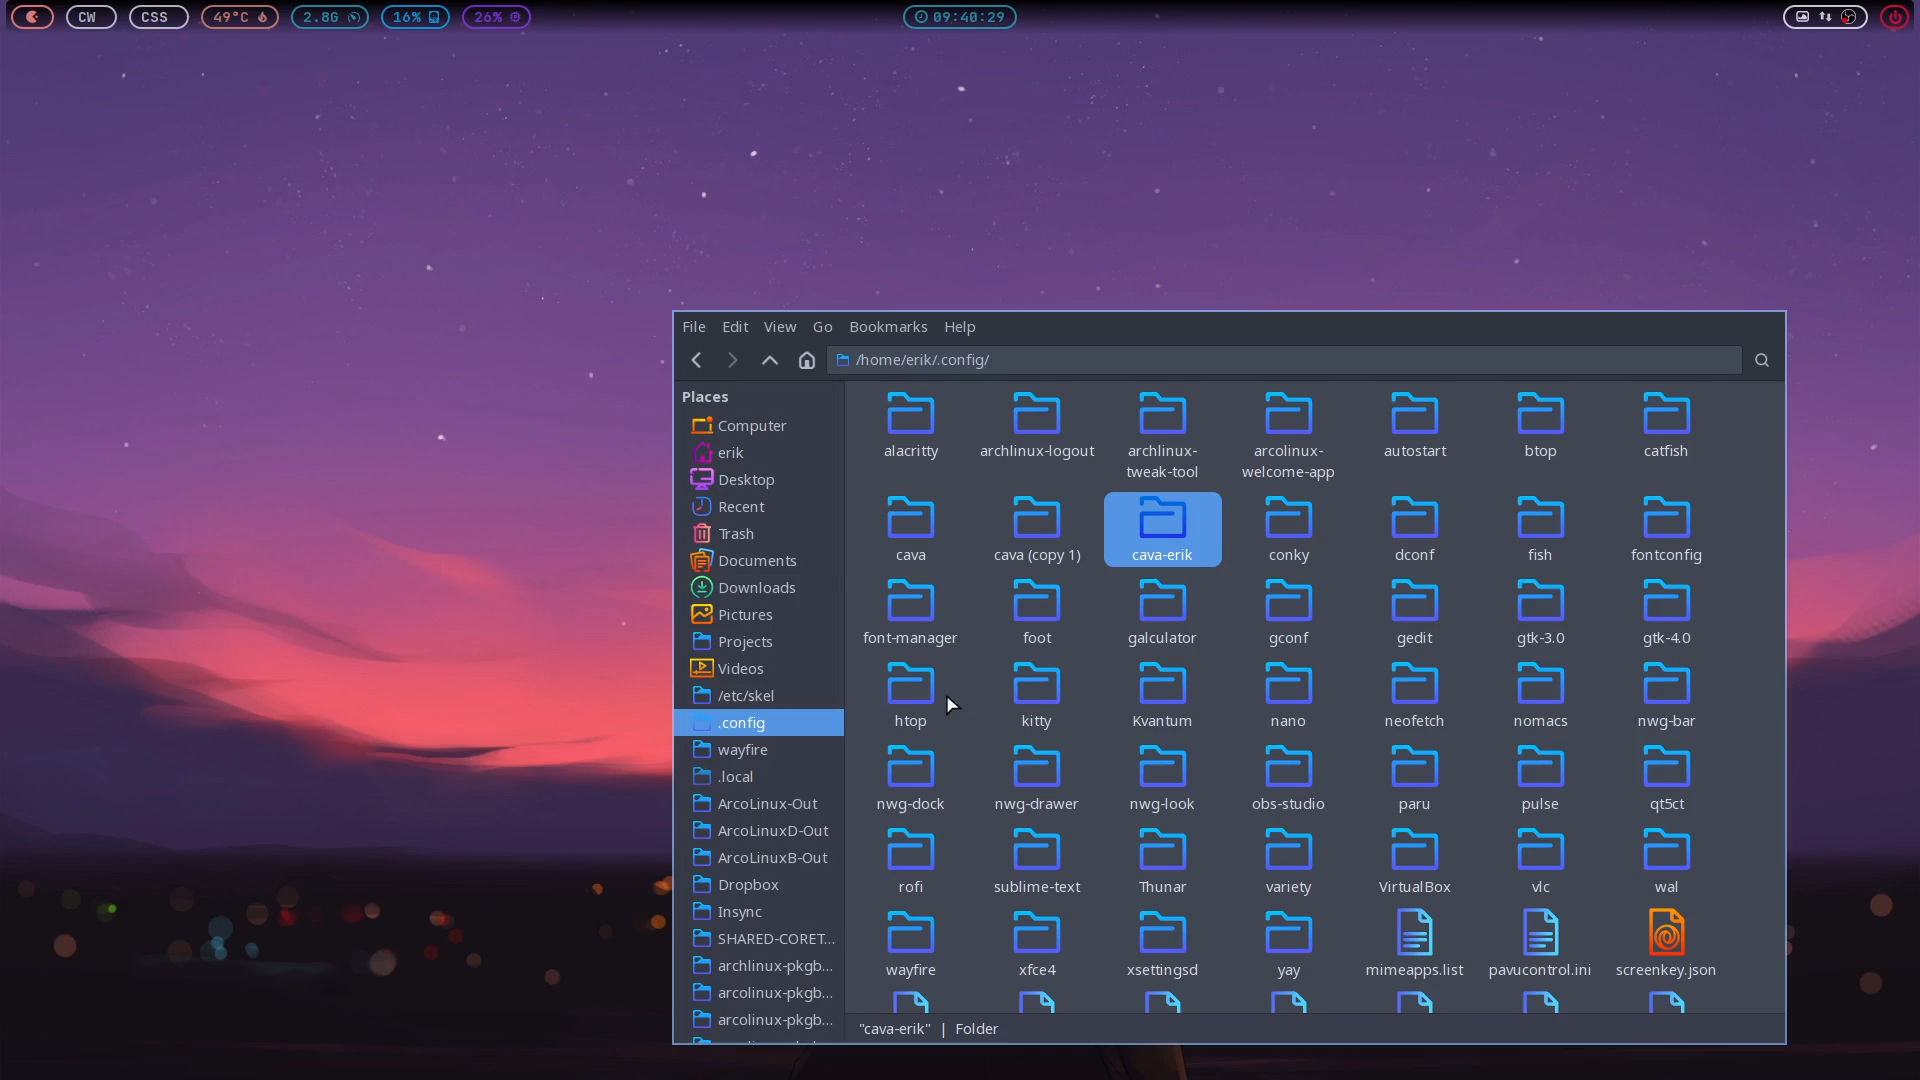 CW
CSS
49°C
2.8G
16%
26%
09:40:29
File Edit View Go Bookmarks Help
/home/erik/.config/
Places
Computer
erik
Desktop
Recent
Trash
Documents
Downloads
Pictures
Projects
Videos
/etc/skel
.config
wayfire
.local
ArcoLinux-Out
ArcoLinuxD-Out
ArcoLinuxB-Out
Dropbox
Insync
SHARED-CORET...
archlinux-pkgb...
arcolinux-pkgb...
arcolinux-pkgb...
alacritty
archlinux-logout
archlinux-
tweak-tool
arcolinux-
welcome-app
autostart
btop
catfish
cava
cava (copy 1)
cava-erik
conky
dconf
fish
fontconfig
font-manager
foot
galculator
gconf
gedit
gtk-3.0
gtk-4.0
htop
kitty
Kvantum
nano
neofetch
nomacs
nwg-bar
nwg-dock
nwg-drawer
nwg-look
obs-studio
paru
pulse
qt5ct
rofi
sublime-text
Thunar
variety
VirtualBox
vlc
wal
wayfire
xfce4
xsettingsd
yay
mimeapps.list
pavucontrol.ini
screenkey.json
"cava-erik" | Folder